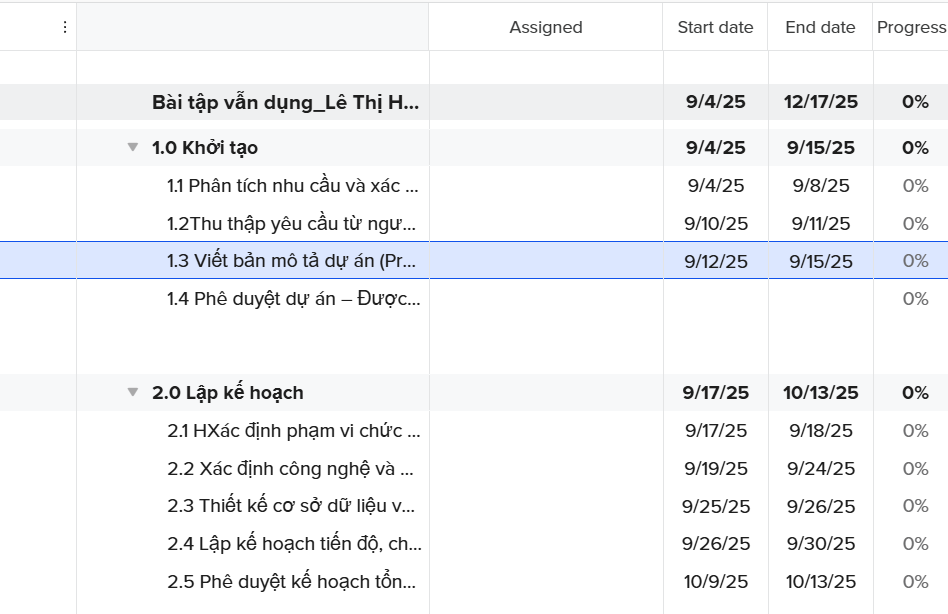 Assigned Start date End date Progress
Bài tập vẫn dụng_Lê Thị H... 9/4/25 12/17/25 0%
1.0 Khởi tạo 9/4/25 9/15/25 0%
1.1 Phân tích nhu cầu và xác ... 9/4/25 9/8/25 0%
1.2Thu thập yêu cầu từ ngư... 9/10/25 9/11/25 0%
1.3 Viết bản mô tả dự án (Pr... 9/12/25 9/15/25 0%
1.4 Phê duyệt dự án – Được... 0%
2.0 Lập kế hoạch 9/17/25 10/13/25 0%
2.1 HXác định phạm vi chức ... 9/17/25 9/18/25 0%
2.2 Xác định công nghệ và ... 9/19/25 9/24/25 0%
2.3 Thiết kế cơ sở dữ liệu v... 9/25/25 9/26/25 0%
2.4 Lập kế hoạch tiến độ, ch... 9/26/25 9/30/25 0%
2.5 Phê duyệt kế hoạch tổn... 10/9/25 10/13/25 0%